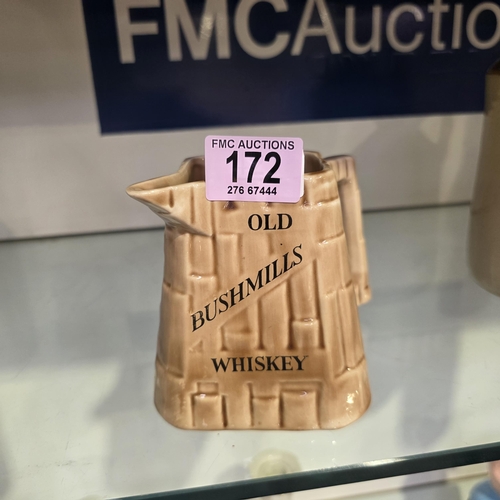 FMCAuctio
FMC AUCTIONS
172
276 67444
OLD
BUSHMILLS
WHISKEY